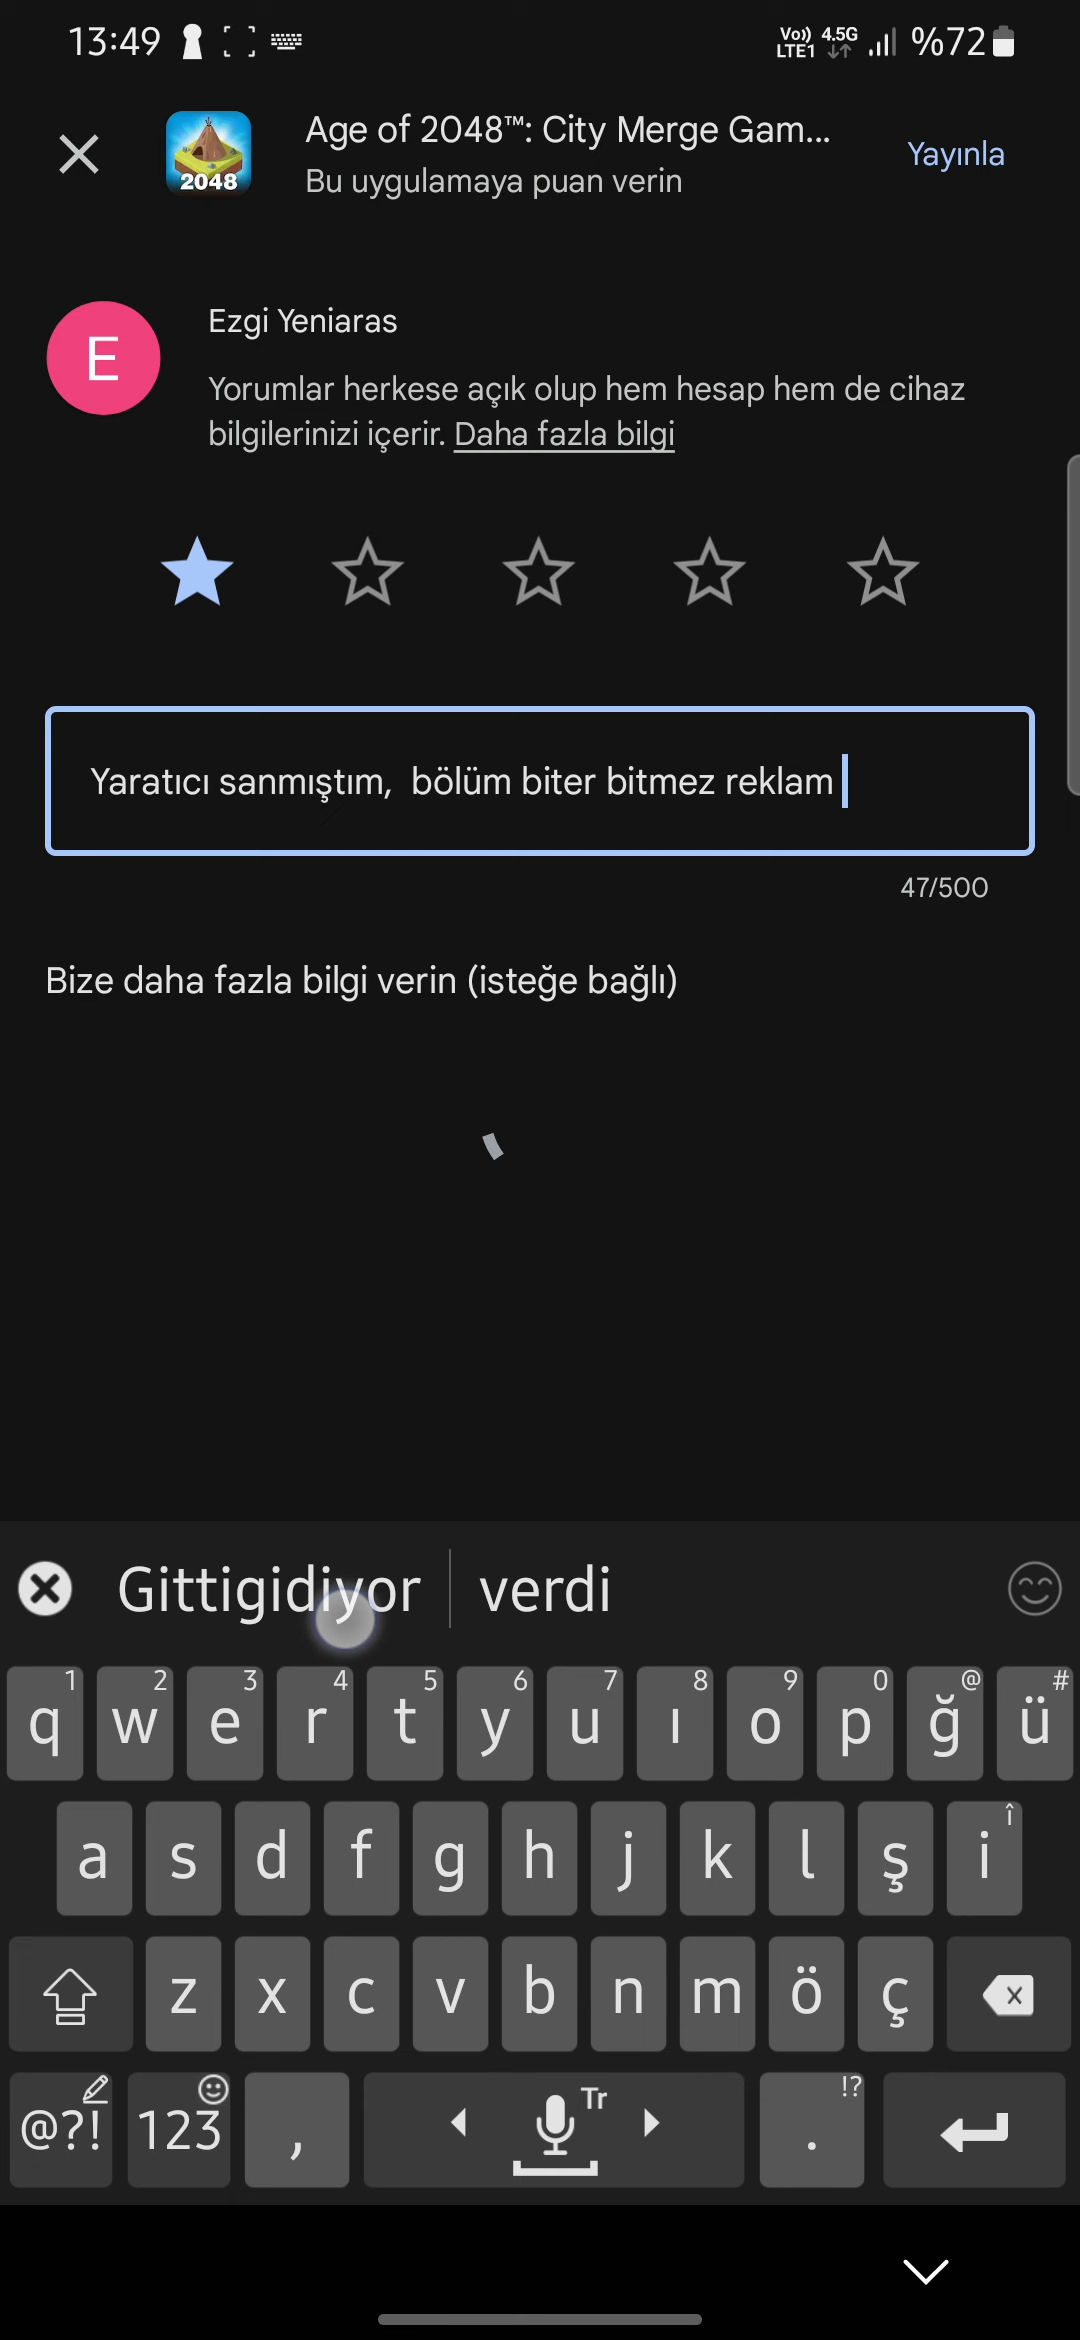 13:49
Vo)) 4.5G
LTE1
%72
Age of 2048™: City Merge Gam...
Yayınla
2048
Bu uygulamaya puan verin
E
Ezgi Yeniaras
Yorumlar herkese açık olup hem hesap hem de cihaz
bilgilerinizi içerir. Daha fazla bilgi
Yaratıcı sanmıştım,  bölüm biter bitmez reklam
47/500
Bize daha fazla bilgi verin (isteğe bağlı)
Gittigidiyor verdi
1 2 3 4 5 6 7 8 9 0 @ #
q w e r t y u ı o p ğ ü
î
a s d f g h j k l ş i
z x c v b n m ö ç
Tr !?
@?! 123 , .